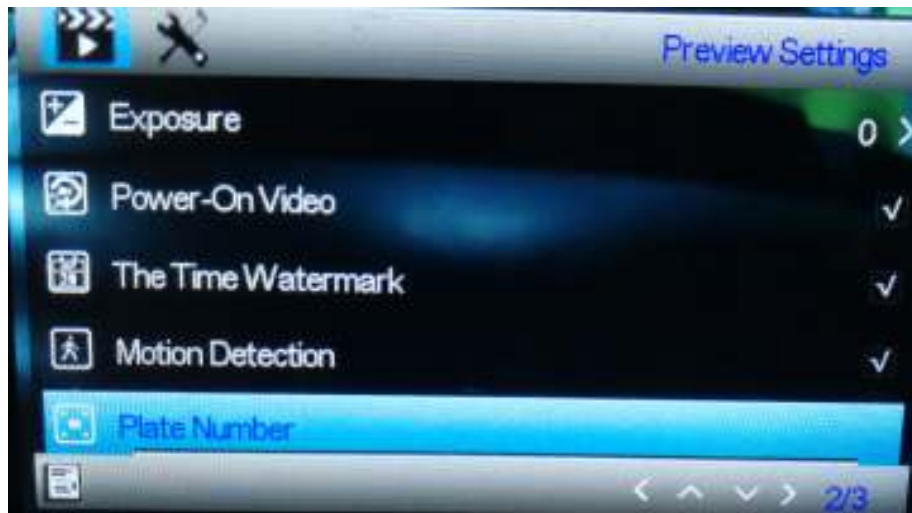 Preview Settings
Exposure 0 >
Power-On Video √
The Time Watermark √
Motion Detection √
Plate Number
< ^ v > 2/3